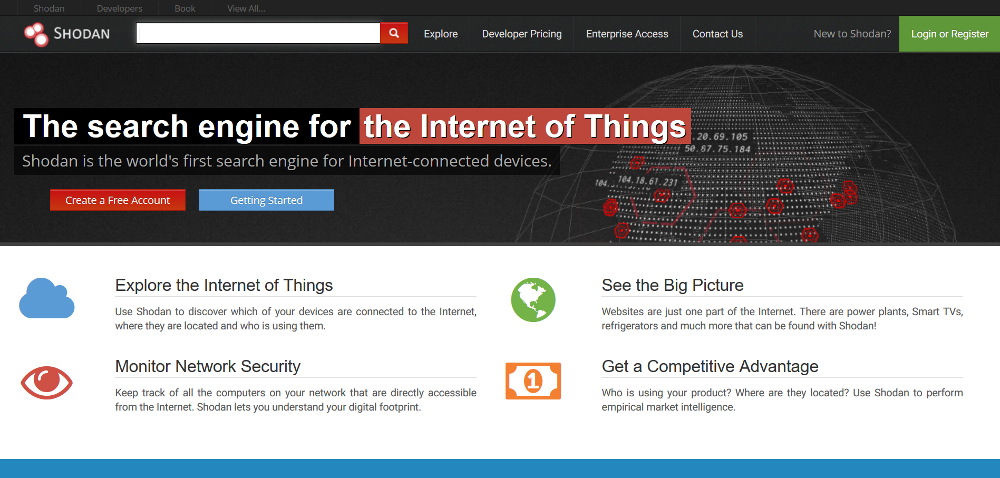 Shodan Developers Book View All...
SHODAN Explore Developer Pricing Enterprise Access Contact Us New to Shodan? Login or Register
The search engine for the Internet of Things
.20.69.105
50.87.75.184
Shodan is the world's first search engine for Internet-connected devices.
104.18.61.231
104.
Create a Free Account Getting Started
Explore the Internet of Things
Use Shodan to discover which of your devices are connected to the Internet,
where they are located and who is using them.
See the Big Picture
Websites are just one part of the Internet. There are power plants, Smart TVs,
refrigerators and much more that can be found with Shodan!
Monitor Network Security
Keep track of all the computers on your network that are directly accessible
from the Internet. Shodan lets you understand your digital footprint.
1
Get a Competitive Advantage
Who is using your product? Where are they located? Use Shodan to perform
empirical market intelligence.